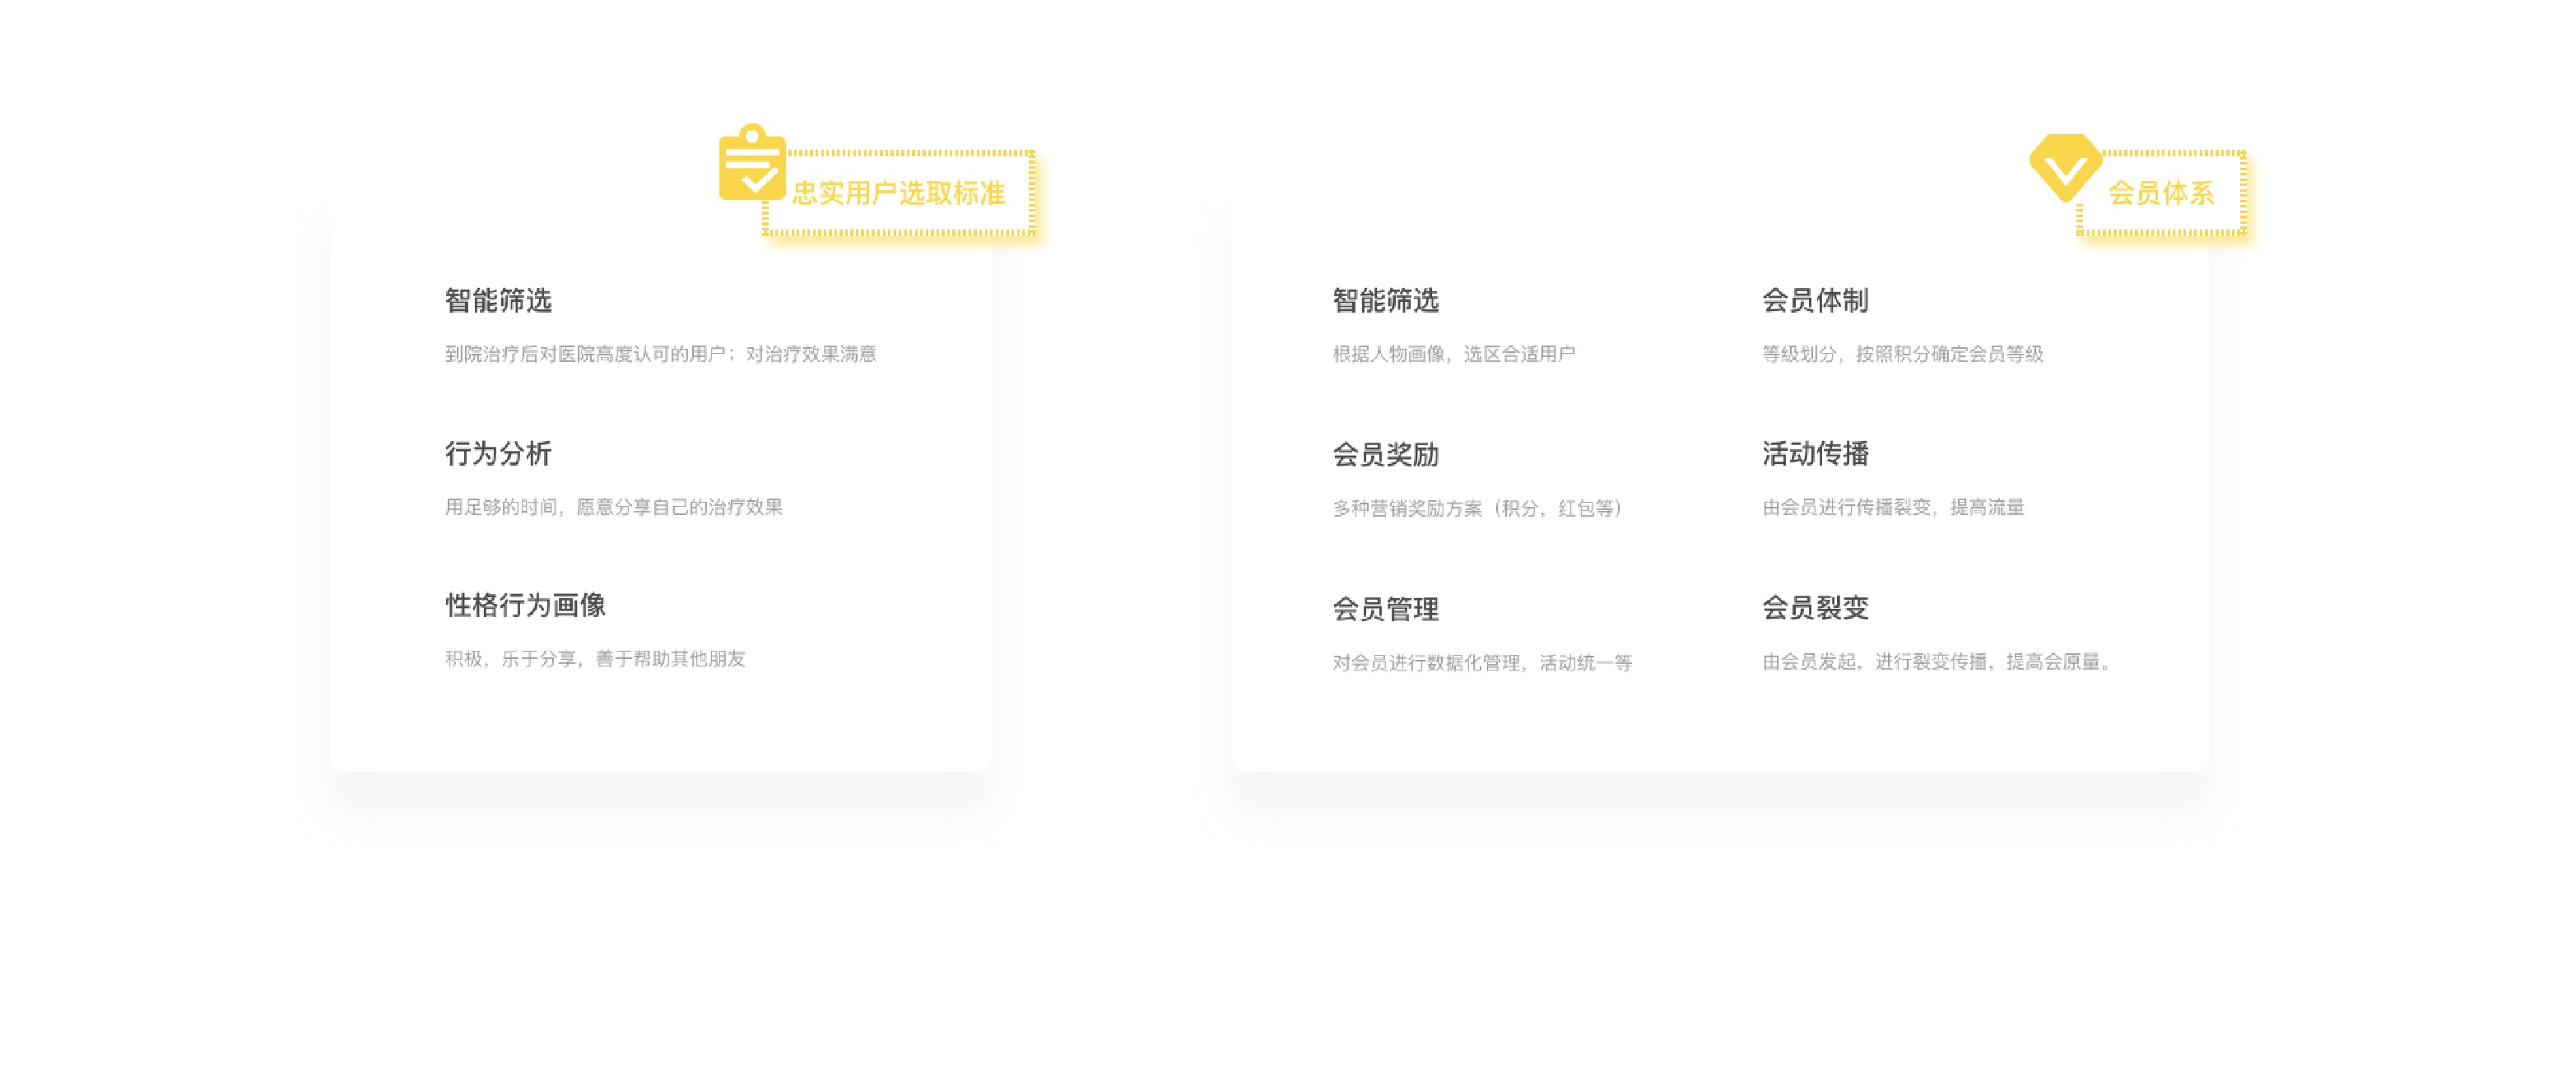 忠实用户选取标准
智能筛选
到院治疗后对医院高度认可的用户；对治疗效果满意
行为分析
用足够的时间，愿意分享自己的治疗效果
性格行为画像
积极，乐于分享，善于帮助其他朋友
会员体系
智能筛选
根据人物画像，选区合适用户
会员体制
等级划分，按照积分确定会员等级
会员奖励
多种营销奖励方案（积分，红包等）
活动传播
由会员进行传播裂变，提高流量
会员管理
对会员进行数据化管理，活动统一等
会员裂变
由会员发起，进行裂变传播，提高会原量。